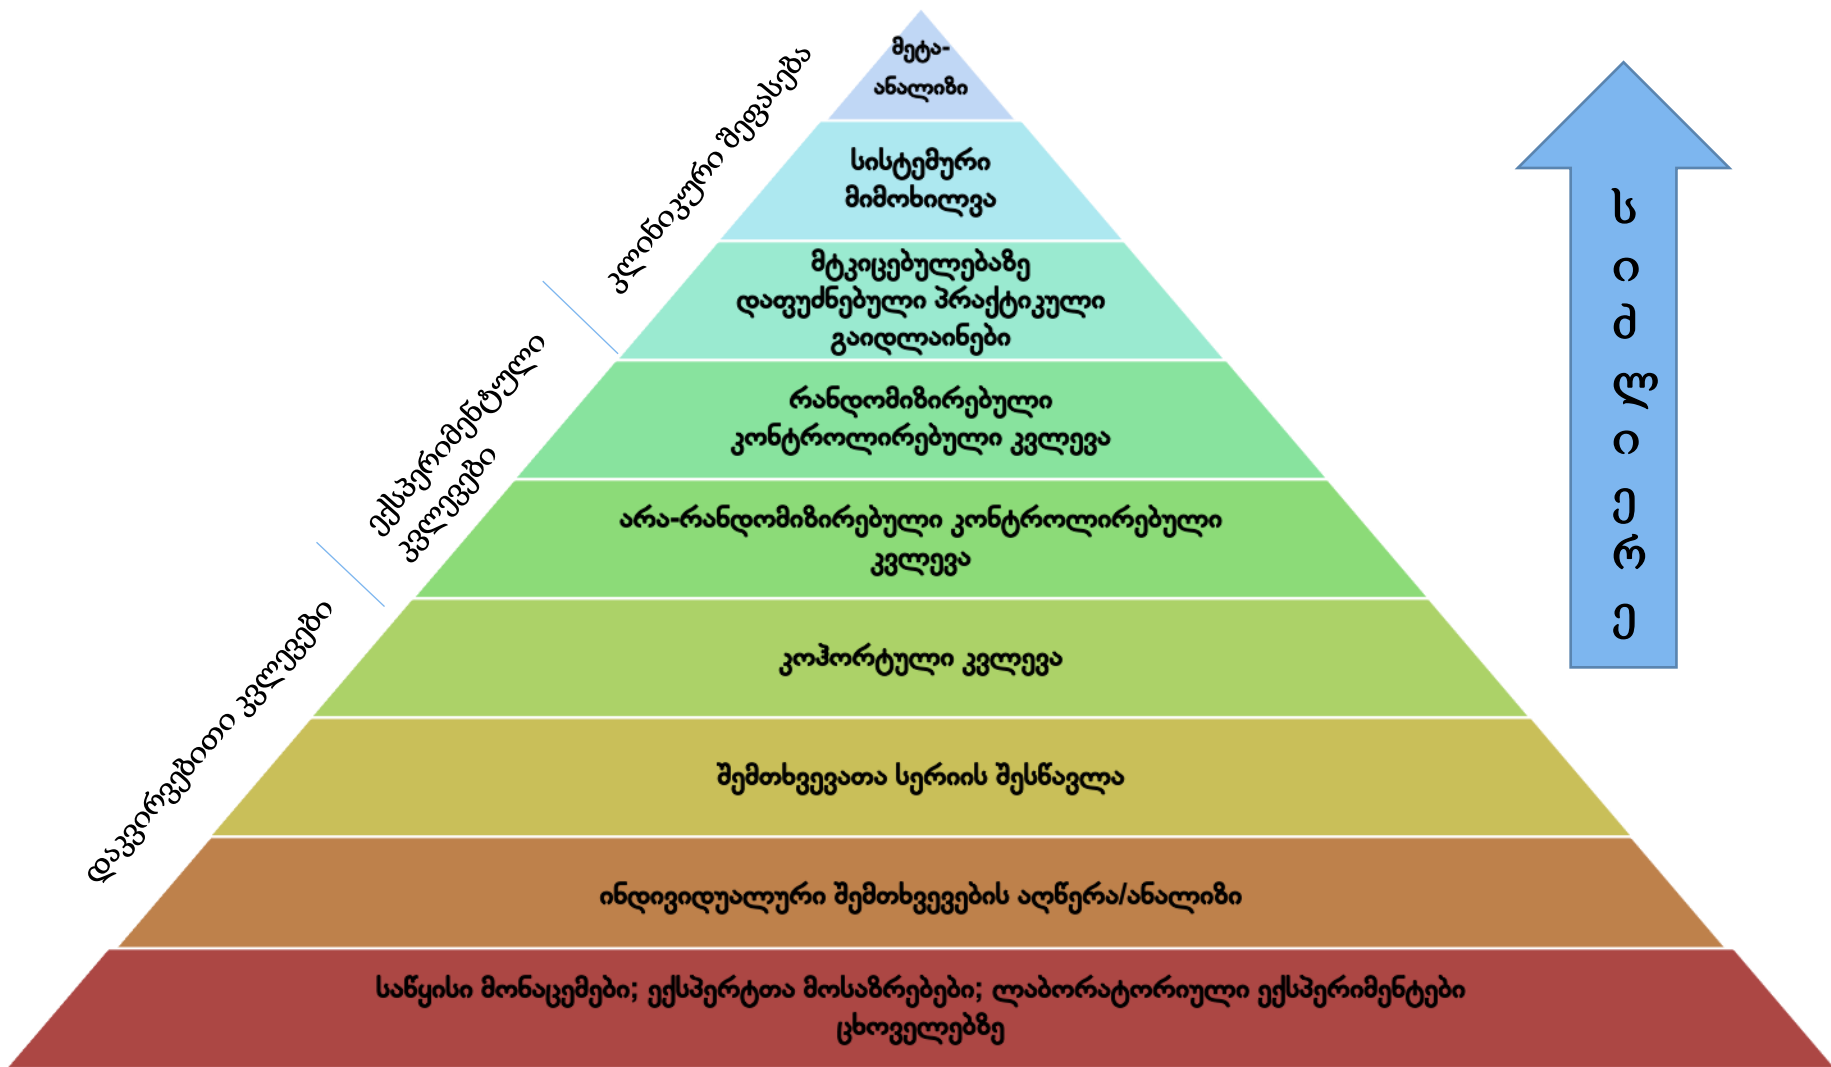 მეტა-
ანალიზი
სისტემური
მიმოხილვა
მტკიცებულებაზე
დაფუძნებული პრაქტიკული
გაიდლაინები
რანდომიზირებული
კონტროლირებული კვლევა
არა-რანდომიზირებული კონტროლირებული
კვლევა
კოჰორტული კვლევა
შემთხვევათა სერიის შესწავლა
ინდივიდუალური შემთხვევების აღწერა/ანალიზი
საწყისი მონაცემები; ექსპერტთა მოსაზრებები; ლაბორატორიული ექსპერიმენტები
ცხოველებზე
კლინიკური შეფასება
ექსპერიმენტული
კვლევები
დაკვირვებითი კვლევები
ს
ი
მ
ლ
ი
ე
რ
ე